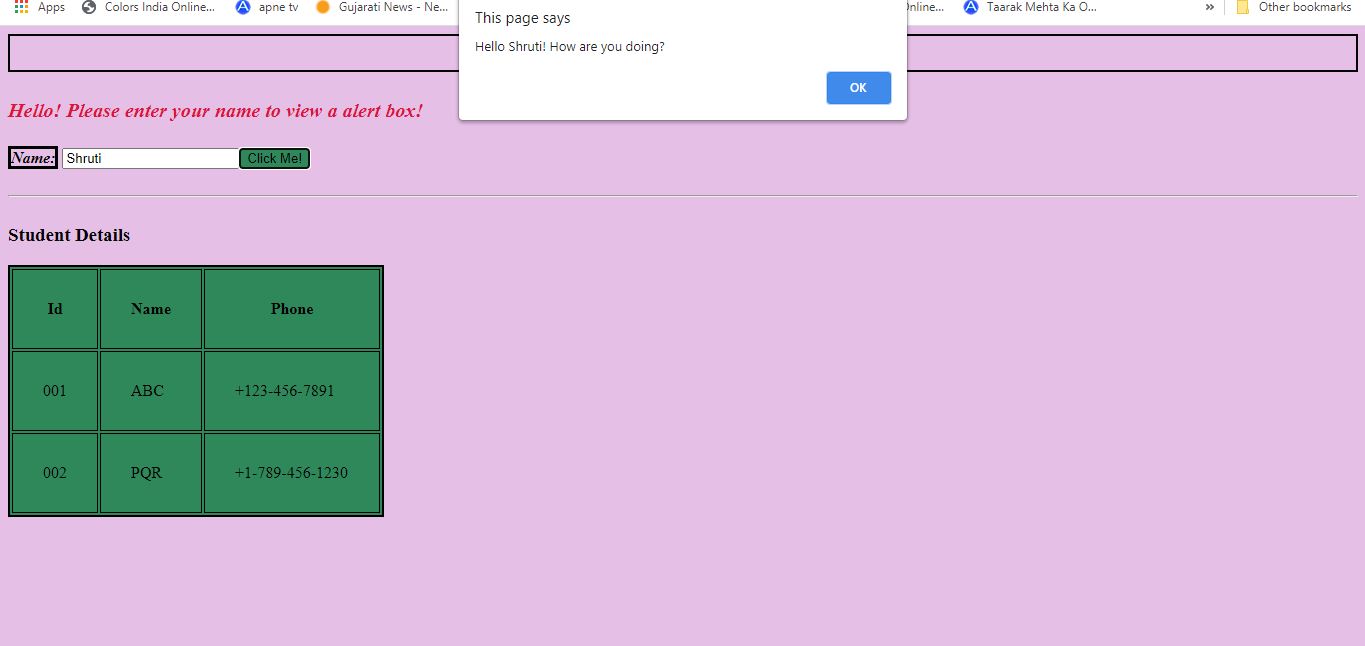 Apps Colors India Online... apne tv Gujarati News - Ne... Taarak Mehta Ka O... » Other bookmarks
This page says
Hello Shruti! How are you doing?
OK
Hello! Please enter your name to view a alert box!
Name: Shruti Click Me!
Student Details
Id Name Phone
001 ABC +123-456-7891
002 PQR +1-789-456-1230